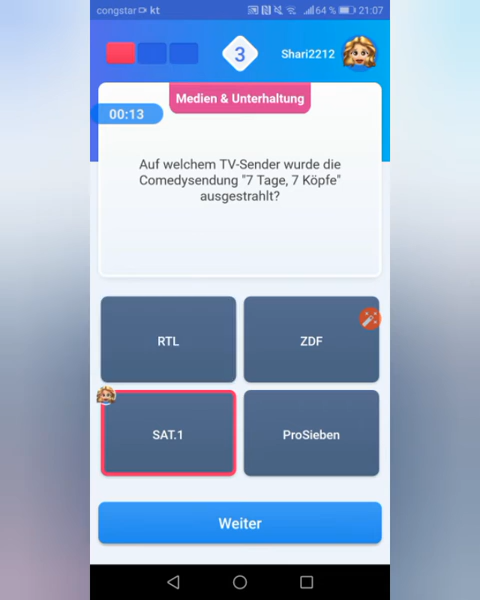 congstar kt 64 % 21:07
3 Shari2212
Medien & Unterhaltung
00:13
Auf welchem TV-Sender wurde die
Comedysendung "7 Tage, 7 Köpfe"
ausgestrahlt?
RTL ZDF
SAT.1 ProSieben
Weiter